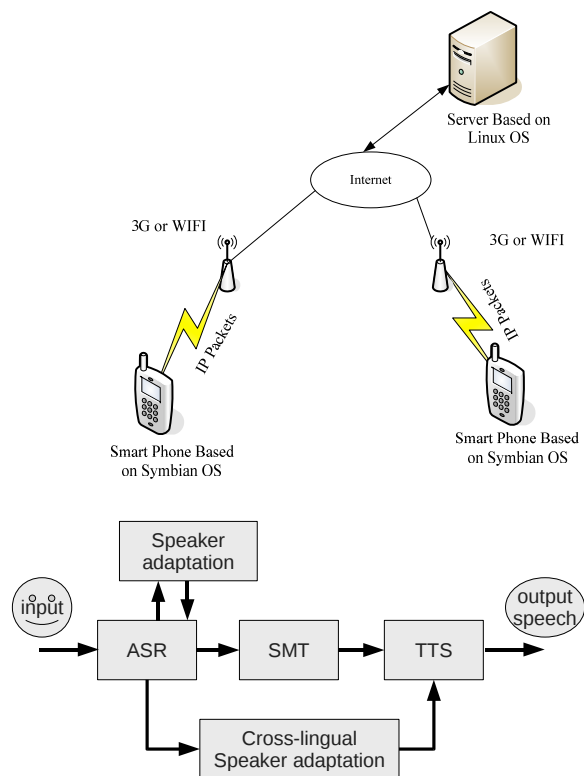 Server Based on
Linux OS
Internet
3G or WIFI
3G or WIFI
IP Packets
IP Packets
Smart Phone Based
on Symbian OS
Smart Phone Based
on Symbian OS
Speaker
adaptation
input
output
speech
ASR
SMT
TTS
Cross-lingual
Speaker adaptation